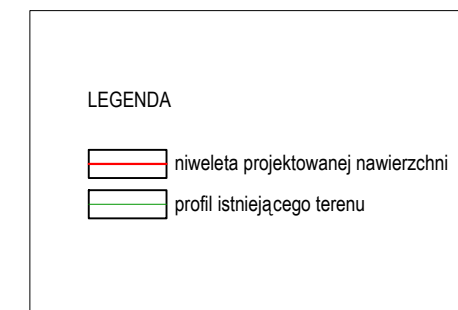 LEGENDA
niweleta projektowanej nawierzchni
profil istniejącego terenu